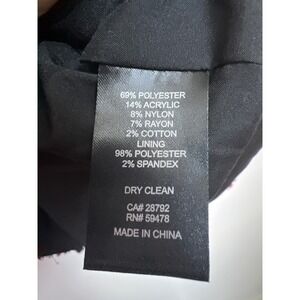 69% POLYESTER
14% ACRYLIC
8% NYLON
7% RAYON
2% COTTON
LINING
98% POLYESTER
2% SPANDEX
DRY CLEAN
CA# 28792
RN# 59478
MADE IN CHINA